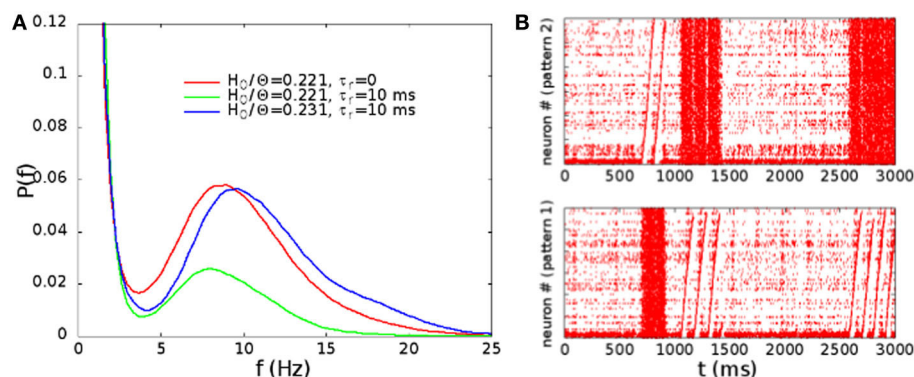 A
0.12
0.1
0.08
0.06
0.04
0.02
0
P(f)
H₀/Θ=0.221, τᵣ=0
H₀/Θ=0.221, τᵣ=10 ms
H₀/Θ=0.231, τᵣ=10 ms
0 5 10 15 20 25
f (Hz)
B
neuron # (pattern 2)
0 500 1000 1500 2000 2500 3000
neuron # (pattern 1)
0 500 1000 1500 2000 2500 3000
t (ms)